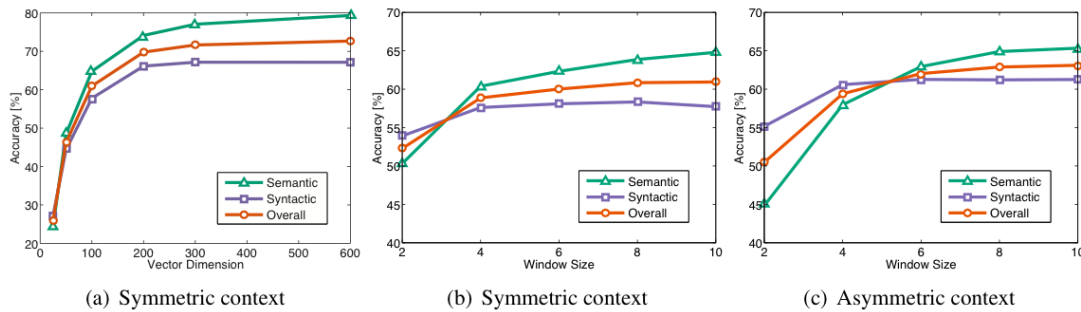 80
70
60
50
40
30
20
0
100
200
300
400
500
600
Accuracy [%]
Vector Dimension
Semantic
Syntactic
Overall
(a) Symmetric context
70
65
60
55
50
45
40
2
4
6
8
10
Accuracy [%]
Window Size
Semantic
Syntactic
Overall
(b) Symmetric context
70
65
60
55
50
45
40
2
4
6
8
10
Accuracy [%]
Window Size
Semantic
Syntactic
Overall
(c) Asymmetric context